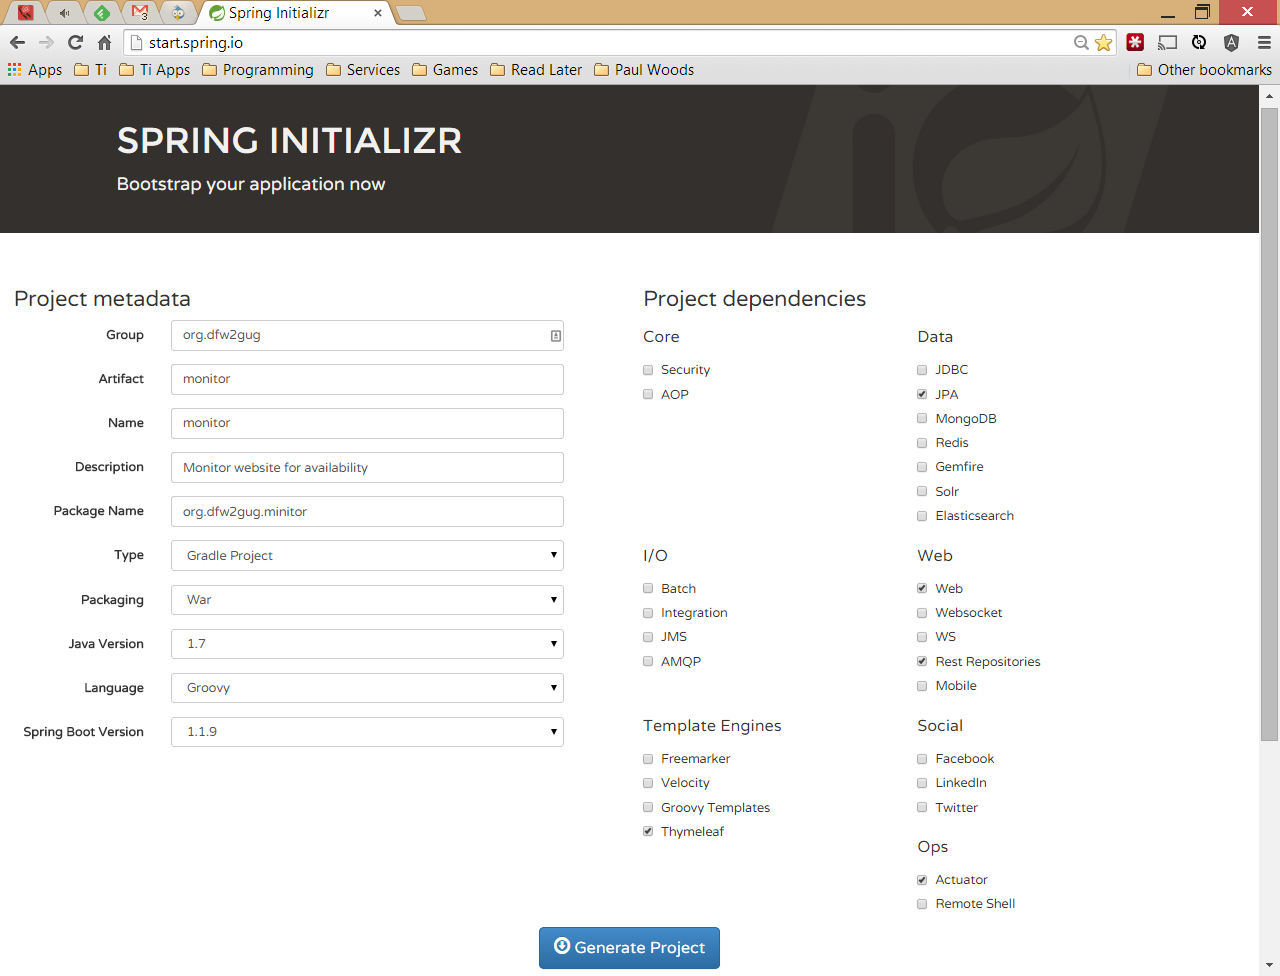 3
Spring Initializr
start.spring.io
Apps Ti Ti Apps Programming Services Games Read Later Paul Woods Other bookmarks
SPRING INITIALIZR
Bootstrap your application now
Project metadata
Group org.dfw2gug
Artifact monitor
Name monitor
Description Monitor website for availability
Package Name org.dfw2gug.minitor
Type Gradle Project
Packaging War
Java Version 1.7
Language Groovy
Spring Boot Version 1.1.9
Project dependencies
Core
Security
AOP
Data
JDBC
JPA
MongoDB
Redis
Gemfire
Solr
Elasticsearch
I/O
Batch
Integration
JMS
AMQP
Web
Web
Websocket
WS
Rest Repositories
Mobile
Template Engines
Freemarker
Velocity
Groovy Templates
Thymeleaf
Social
Facebook
LinkedIn
Twitter
Ops
Actuator
Remote Shell
Generate Project